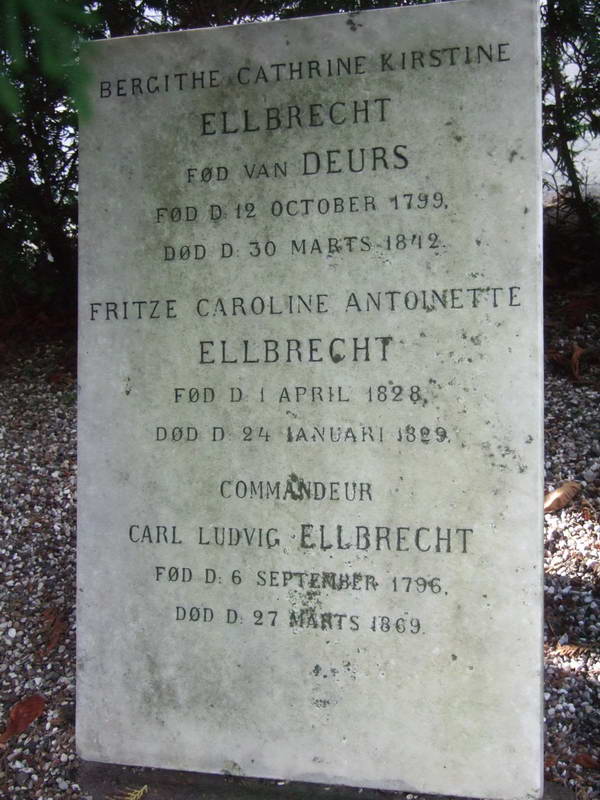 BERGITHE CATHRINE KIRSTINE
ELLBRECHT
FØD VAN DEURS
FØD D: 12 OCTOBER 1799,
DØD D: 30 MARTS 1842.
FRITZE CAROLINE ANTOINETTE
ELLBRECHT
FØD D: 1 APRIL 1828,
DØD D: 24 IANUARI 1829,
COMMANDEUR
CARL LUDVIG ELLBRECHT
FØD D: 6 SEPTEMBER 1796,
DØD D: 27 MARTS 1869.